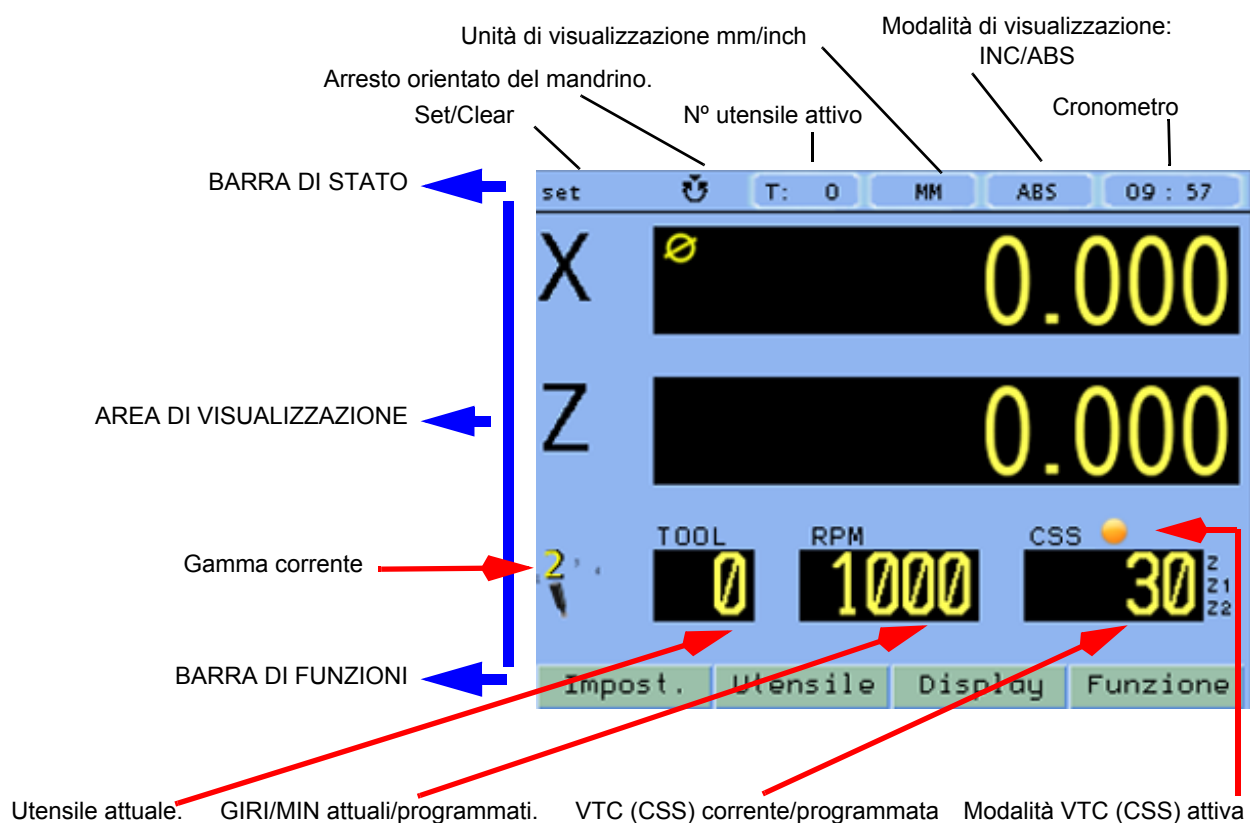 Unità di visualizzazione mm/inch
Modalità di visualizzazione:
INC/ABS
Arresto orientato del mandrino.
Set/Clear
Nº utensile attivo
Cronometro
BARRA DI STATO
set
T: 0
MM
ABS
09 : 57
X
0.000
AREA DI VISUALIZZAZIONE
Z
0.000
Gamma corrente
2
TOOL
0
RPM
1000
CSS
30
Z
Z1
Z2
BARRA DI FUNZIONI
Impost.
Utensile
Display
Funzione
Utensile attuale.
GIRI/MIN attuali/programmati.
VTC (CSS) corrente/programmata
Modalità VTC (CSS) attiva